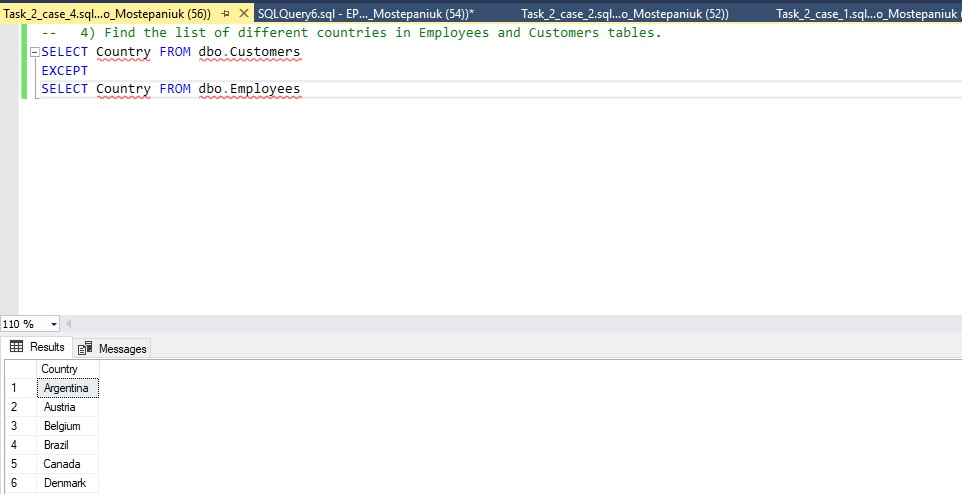 Task_2_case_4.sql...o_Mostepaniuk (56)) SQLQuery6.sql - EP..._Mostepaniuk (54))* Task_2_case_2.sql...o_Mostepaniuk (52)) Task_2_case_1.sql...o_Mostepaniuk (
-- 4) Find the list of different countries in Employees and Customers tables.
SELECT Country FROM dbo.Customers
EXCEPT
SELECT Country FROM dbo.Employees
110 %
Results Messages
Country
1 Argentina
2 Austria
3 Belgium
4 Brazil
5 Canada
6 Denmark